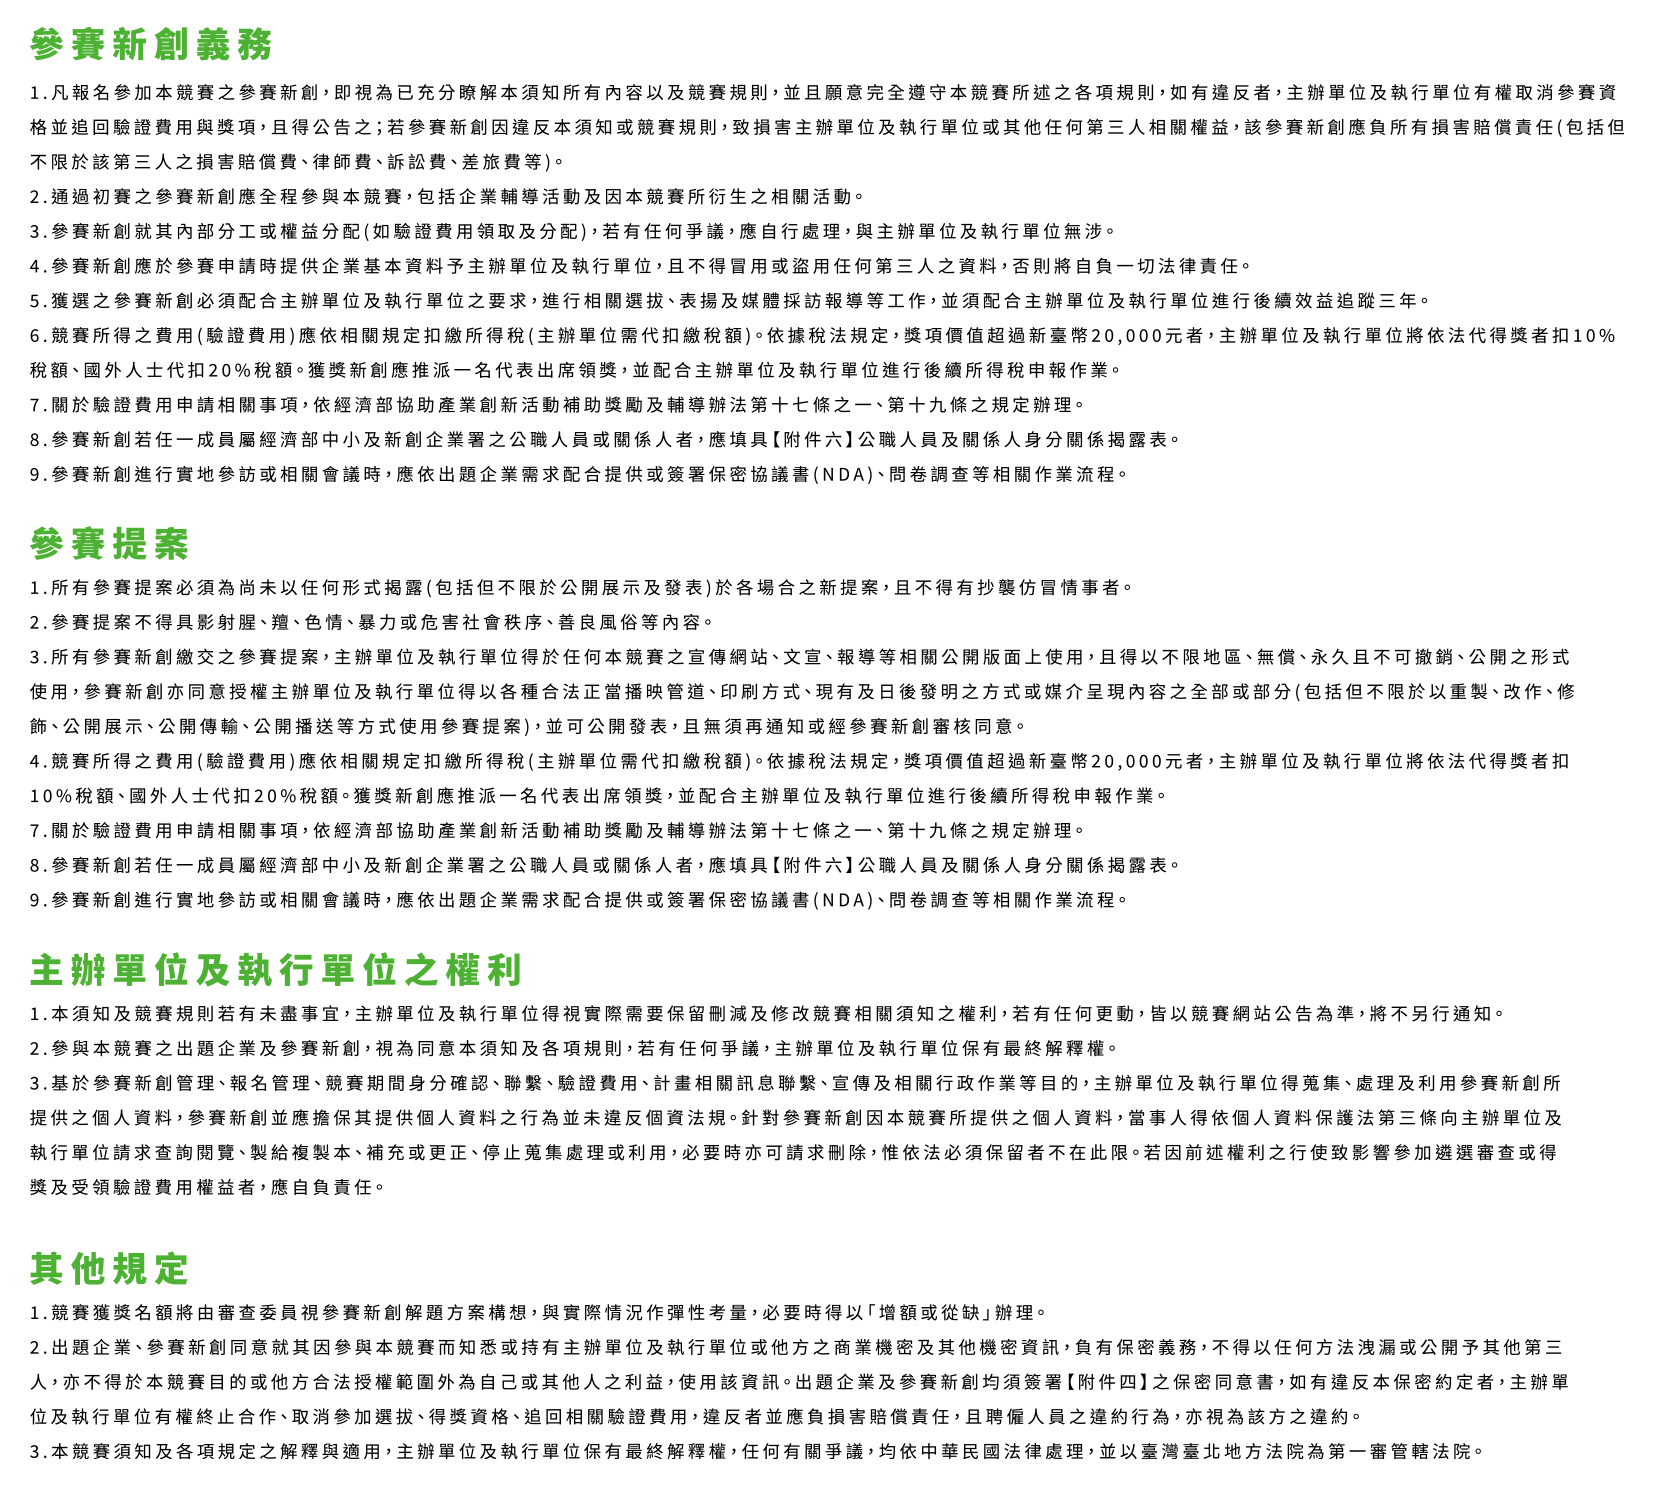 參賽新創義務
1.凡報名參加本競賽之參賽新創，即視為已充分瞭解本須知所有內容以及競賽規則，並且願意完全遵守本競賽所述之各項規則，如有違反者，主辦單位及執行單位有權取消參賽資
格並追回驗證費用與獎項，且得公告之；若參賽新創因違反本須知或競賽規則，致損害主辦單位及執行單位或其他任何第三人相關權益，該參賽新創應負所有損害賠償責任(包括但
不限於該第三人之損害賠償費、律師費、訴訟費、差旅費等)。
2.通過初賽之參賽新創應全程參與本競賽，包括企業輔導活動及因本競賽所衍生之相關活動。
3.參賽新創就其內部分工或權益分配(如驗證費用領取及分配)，若有任何爭議，應自行處理，與主辦單位及執行單位無涉。
4.參賽新創應於參賽申請時提供企業基本資料予主辦單位及執行單位，且不得冒用或盜用任何第三人之資料，否則將自負一切法律責任。
5.獲選之參賽新創必須配合主辦單位及執行單位之要求，進行相關選拔、表揚及媒體採訪報導等工作，並須配合主辦單位及執行單位進行後續效益追蹤三年。
6.競賽所得之費用(驗證費用)應依相關規定扣繳所得稅(主辦單位需代扣繳稅額)。依據稅法規定，獎項價值超過新臺幣20,000元者，主辦單位及執行單位將依法代得獎者扣10%
稅額、國外人士代扣20%稅額。獲獎新創應推派一名代表出席領獎，並配合主辦單位及執行單位進行後續所得稅申報作業。
7.關於驗證費用申請相關事項，依經濟部協助產業創新活動補助獎勵及輔導辦法第十七條之一、第十九條之規定辦理。
8.參賽新創若任一成員屬經濟部中小及新創企業署之公職人員或關係人者，應填具【附件六】公職人員及關係人身分關係揭露表。
9.參賽新創進行實地參訪或相關會議時，應依出題企業需求配合提供或簽署保密協議書(NDA)、問卷調查等相關作業流程。
參賽提案
1.所有參賽提案必須為尚未以任何形式揭露(包括但不限於公開展示及發表)於各場合之新提案，且不得有抄襲仿冒情事者。
2.參賽提案不得具影射腥、羶、色情、暴力或危害社會秩序、善良風俗等內容。
3.所有參賽新創繳交之參賽提案，主辦單位及執行單位得於任何本競賽之宣傳網站、文宣、報導等相關公開版面上使用，且得以不限地區、無償、永久且不可撤銷、公開之形式
使用，參賽新創亦同意授權主辦單位及執行單位得以各種合法正當播映管道、印刷方式、現有及日後發明之方式或媒介呈現內容之全部或部分(包括但不限於以重製、改作、修
飾、公開展示、公開傳輸、公開播送等方式使用參賽提案)，並可公開發表，且無須再通知或經參賽新創審核同意。
4.競賽所得之費用(驗證費用)應依相關規定扣繳所得稅(主辦單位需代扣繳稅額)。依據稅法規定，獎項價值超過新臺幣20,000元者，主辦單位及執行單位將依法代得獎者扣
10%稅額、國外人士代扣20%稅額。獲獎新創應推派一名代表出席領獎，並配合主辦單位及執行單位進行後續所得稅申報作業。
7.關於驗證費用申請相關事項，依經濟部協助產業創新活動補助獎勵及輔導辦法第十七條之一、第十九條之規定辦理。
8.參賽新創若任一成員屬經濟部中小及新創企業署之公職人員或關係人者，應填具【附件六】公職人員及關係人身分關係揭露表。
9.參賽新創進行實地參訪或相關會議時，應依出題企業需求配合提供或簽署保密協議書(NDA)、問卷調查等相關作業流程。
主辦單位及執行單位之權利
1.本須知及競賽規則若有未盡事宜，主辦單位及執行單位得視實際需要保留刪減及修改競賽相關須知之權利，若有任何更動，皆以競賽網站公告為準，將不另行通知。
2.參與本競賽之出題企業及參賽新創，視為同意本須知及各項規則，若有任何爭議，主辦單位及執行單位保有最終解釋權。
3.基於參賽新創管理、報名管理、競賽期間身分確認、聯繫、驗證費用、計畫相關訊息聯繫、宣傳及相關行政作業等目的，主辦單位及執行單位得蒐集、處理及利用參賽新創所
提供之個人資料，參賽新創並應擔保其提供個人資料之行為並未違反個資法規。針對參賽新創因本競賽所提供之個人資料，當事人得依個人資料保護法第三條向主辦單位及
執行單位請求查詢閱覽、製給複製本、補充或更正、停止蒐集處理或利用，必要時亦可請求刪除，惟依法必須保留者不在此限。若因前述權利之行使致影響參加遴選審查或得
獎及受領驗證費用權益者，應自負責任。
其他規定
1.競賽獲獎名額將由審查委員視參賽新創解題方案構想，與實際情況作彈性考量，必要時得以「增額或從缺」辦理。
2.出題企業、參賽新創同意就其因參與本競賽而知悉或持有主辦單位及執行單位或他方之商業機密及其他機密資訊，負有保密義務，不得以任何方法洩漏或公開予其他第三
人，亦不得於本競賽目的或他方合法授權範圍外為自己或其他人之利益，使用該資訊。出題企業及參賽新創均須簽署【附件四】之保密同意書，如有違反本保密約定者，主辦單
位及執行單位有權終止合作、取消參加選拔、得獎資格、追回相關驗證費用，違反者並應負損害賠償責任，且聘僱人員之違約行為，亦視為該方之違約。
3.本競賽須知及各項規定之解釋與適用，主辦單位及執行單位保有最終解釋權，任何有關爭議，均依中華民國法律處理，並以臺灣臺北地方法院為第一審管轄法院。